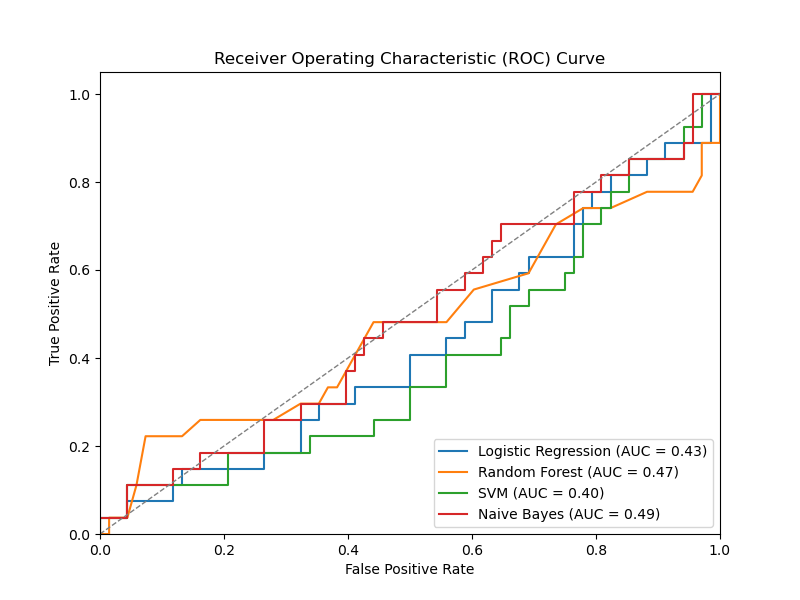 Receiver Operating Characteristic (ROC) Curve
True Positive Rate
1.0
0.8
0.6
0.4
0.2
0.0
0.0 0.2 0.4 0.6 0.8 1.0
False Positive Rate
Logistic Regression (AUC = 0.43)
Random Forest (AUC = 0.47)
SVM (AUC = 0.40)
Naive Bayes (AUC = 0.49)